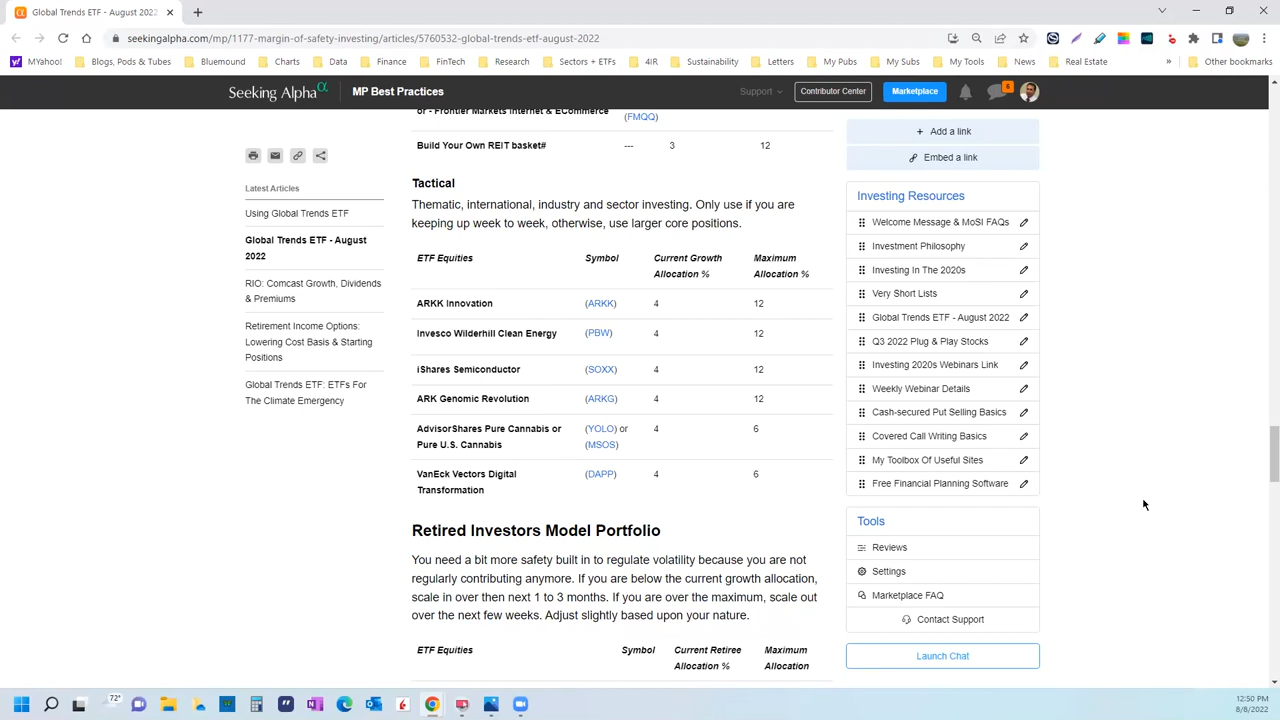 Global Trends ETF - August 2022
seekingalpha.com/mp/1177-margin-of-safety-investing/articles/5760532-global-trends-etf-august-2022
MYahoo!
Blogs, Pods & Tubes
Bluemound
Charts
Data
Finance
FinTech
Research
Sectors + ETFs
4IR
Sustainability
Letters
My Pubs
My Subs
My Tools
Real Estate
»
Other bookmarks
Seeking Alpha α
MP Best Practices
Support
Contributor Center
Marketplace
6
Latest Articles
Using Global Trends ETF
Global Trends ETF - August
2022
RIO: Comcast Growth, Dividends
& Premiums
Retirement Income Options:
Lowering Cost Basis & Starting
Positions
Global Trends ETF: ETFs For
The Climate Emergency
or - Frontier Markets Internet & ECommerce (FMQQ)
Build Your Own REIT basket# --- 3 12
Tactical
Thematic, international, industry and sector investing. Only use if you are
keeping up week to week, otherwise, use larger core positions.
ETF Equities Symbol Current Growth Maximum
Allocation % Allocation %
ARKK Innovation (ARKK) 4 12
Invesco Wilderhill Clean Energy (PBW) 4 12
iShares Semiconductor (SOXX) 4 12
ARK Genomic Revolution (ARKG) 4 12
AdvisorShares Pure Cannabis or (YOLO) or 4 6
Pure U.S. Cannabis (MSOS)
VanEck Vectors Digital (DAPP) 4 6
Transformation
Retired Investors Model Portfolio
You need a bit more safety built in to regulate volatility because you are not
regularly contributing anymore. If you are below the current growth allocation,
scale in over then next 1 to 3 months. If you are over the maximum, scale out
over the next few weeks. Adjust slightly based upon your nature.
ETF Equities Symbol Current Retiree Maximum
Allocation % Allocation
+ Add a link
Embed a link
Investing Resources
Welcome Message & MoSI FAQs
Investment Philosophy
Investing In The 2020s
Very Short Lists
Global Trends ETF - August 2022
Q3 2022 Plug & Play Stocks
Investing 2020s Webinars Link
Weekly Webinar Details
Cash-secured Put Selling Basics
Covered Call Writing Basics
My Toolbox Of Useful Sites
Free Financial Planning Software
Tools
Reviews
Settings
Marketplace FAQ
Contact Support
Launch Chat
72°
12:50 PM
8/8/2022